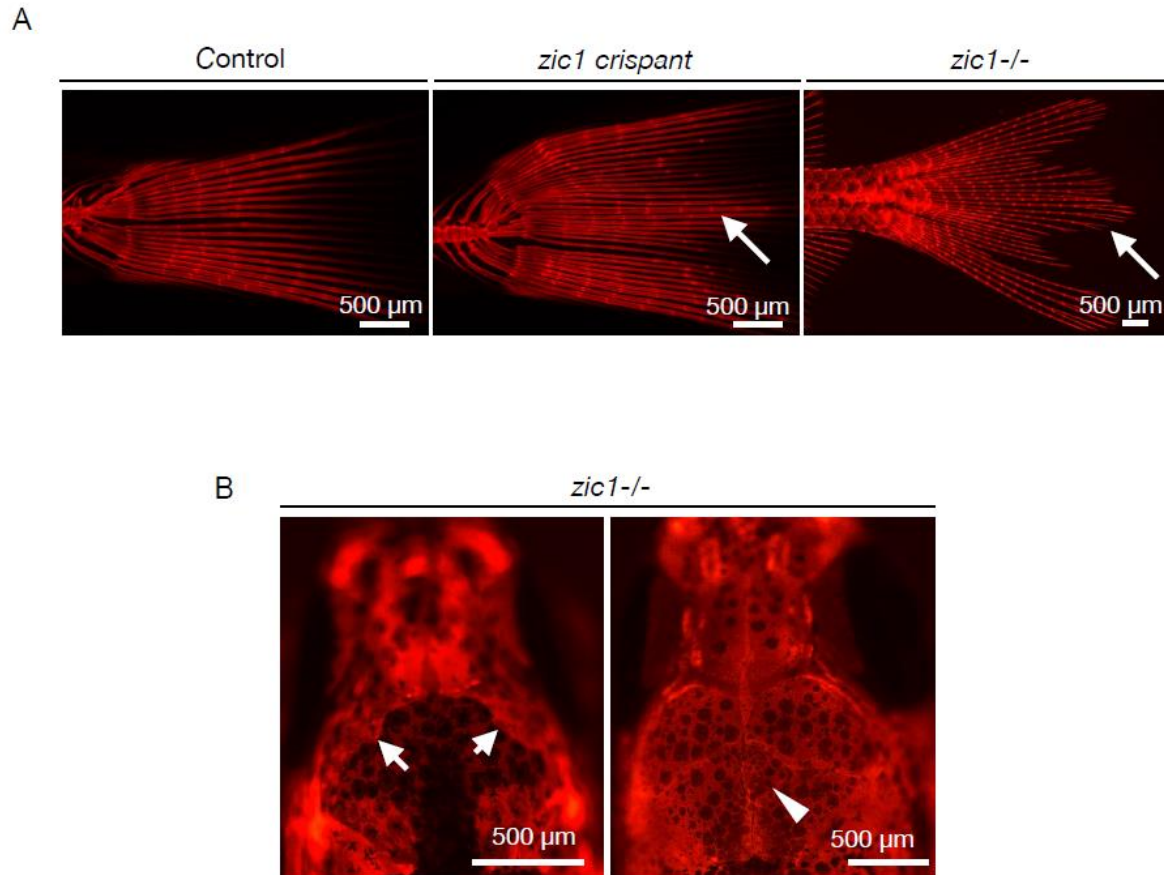 A
Control zic1 crispant zic1-/-
500 µm 500 µm 500 µm
B
zic1-/-
500 µm 500 µm